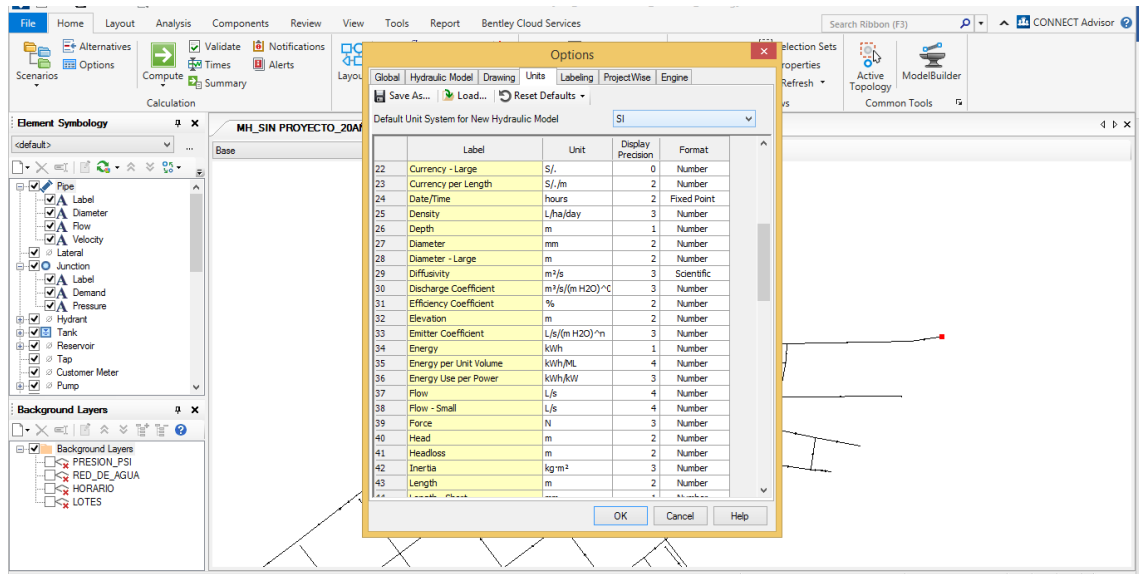 File Home Layout Analysis Components Review View Tools Report Bentley Cloud Services Search Ribbon (F3) CONNECT Advisor
Scenarios
Alternatives
Options
Compute
Validate
Times
Summary
Notifications
Alerts
Calculation
Layou
election Sets
roperties
Refresh
Active
Topology
ModelBuilder
Common Tools
Element Symbology
<default>
Pipe
Label
Diameter
Flow
Velocity
Lateral
Junction
Label
Demand
Pressure
Hydrant
Tank
Reservoir
Tap
Customer Meter
Pump
Background Layers
Background Layers
PRESION_PSI
RED_DE_AGUA
HORARIO
LOTES
MH_SIN PROYECTO_20A
Base
Options
Global Hydraulic Model Drawing Units Labeling ProjectWise Engine
Save As... Load... Reset Defaults
Default Unit System for New Hydraulic Model SI
Label Unit Display Precision Format
22 Currency - Large S/. 0 Number
23 Currency per Length S/./m 2 Number
24 Date/Time hours 2 Fixed Point
25 Density L/ha/day 3 Number
26 Depth m 1 Number
27 Diameter mm 2 Number
28 Diameter - Large m 2 Number
29 Diffusivity m²/s 3 Scientific
30 Discharge Coefficient m³/s/(m H2O)^ 3 Number
31 Efficiency Coefficient % 2 Number
32 Elevation m 2 Number
33 Emitter Coefficient L/s/(m H2O)^n 3 Number
34 Energy kWh 1 Number
35 Energy per Unit Volume kWh/ML 4 Number
36 Energy Use per Power kWh/kW 3 Number
37 Flow L/s 4 Number
38 Flow - Small L/s 4 Number
39 Force N 3 Number
40 Head m 2 Number
41 Headloss m 2 Number
42 Inertia kg·m² 3 Number
43 Length m 2 Number
OK Cancel Help